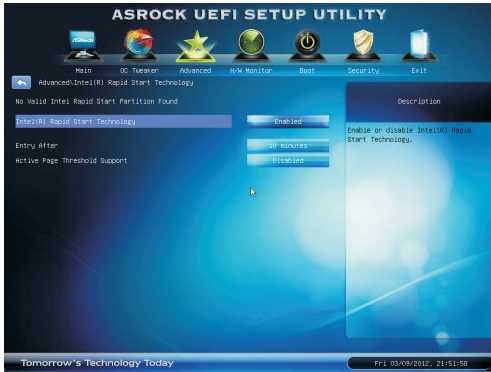 ASROCK UEFI SETUP UTILITY
ASRock
Main OC Tweaker Advanced H/W Monitor Boot Security Exit
Advanced\Intel(R) Rapid Start Technology
No Valid Intel Rapid Start Partition Found
Description
Intel(R) Rapid Start Technology Enabled
Enable or disable Intel(R) Rapid
Start Technology.
Entry After 10 minutes
Active Page Threshold Support Disabled
Tomorrow's Technology Today
Fri 03/09/2012, 21:51:58